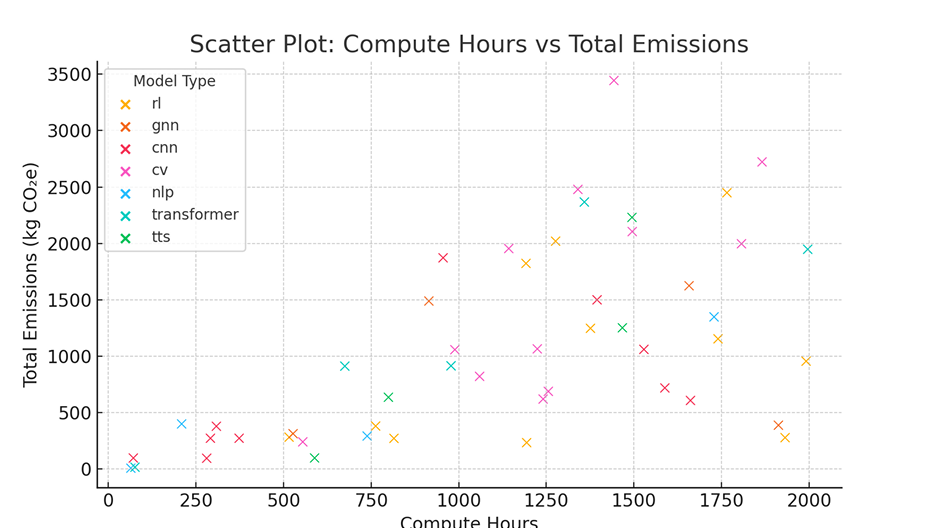 Scatter Plot: Compute Hours vs Total Emissions
Total Emissions (kg CO₂e)
3500
3000
2500
2000
1500
1000
500
0
Model Type
rl
gnn
cnn
cv
nlp
transformer
tts
0 250 500 750 1000 1250 1500 1750 2000
Compute Hours